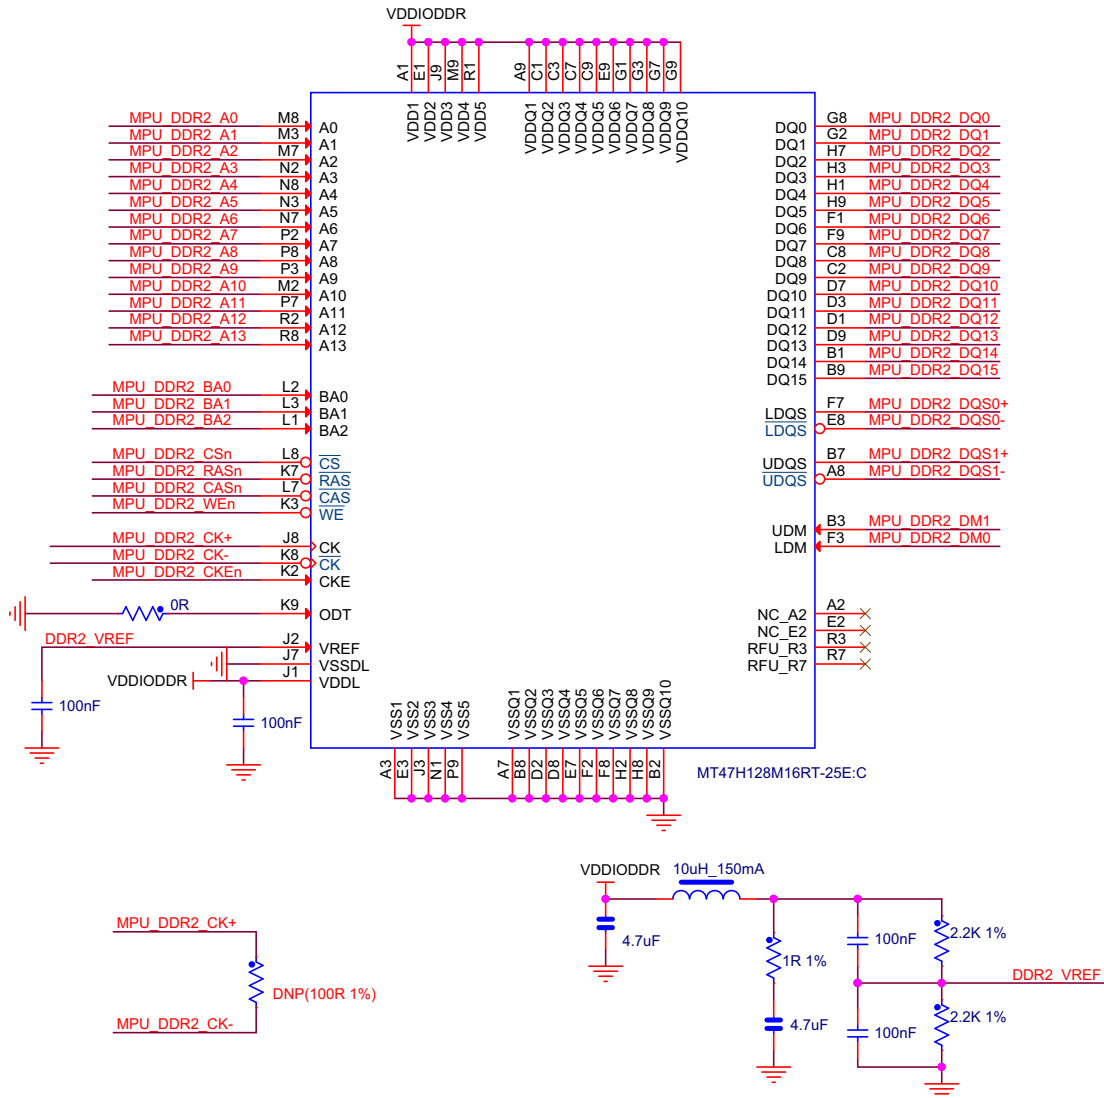 VDDIODDR
A1 E1 J9 M9 R1 A9 C1 C3 C7 C9 E9 G1 G3 G7 G9
VDD1 VDD2 VDD3 VDD4 VDD5 VDDQ1 VDDQ2 VDDQ3 VDDQ4 VDDQ5 VDDQ6 VDDQ7 VDDQ8 VDDQ9 VDDQ10
MPU_DDR2_A0 M8 A0
MPU_DDR2_A1 M3 A1
MPU_DDR2_A2 M7 A2
MPU_DDR2_A3 N2 A3
MPU_DDR2_A4 N8 A4
MPU_DDR2_A5 N3 A5
MPU_DDR2_A6 N7 A6
MPU_DDR2_A7 P2 A7
MPU_DDR2_A8 P8 A8
MPU_DDR2_A9 P3 A9
MPU_DDR2_A10 M2 A10
MPU_DDR2_A11 P7 A11
MPU_DDR2_A12 R2 A12
MPU_DDR2_A13 R8 A13
MPU_DDR2_BA0 L2 BA0
MPU_DDR2_BA1 L3 BA1
MPU_DDR2_BA2 L1 BA2
MPU_DDR2_CSn L8 CS
MPU_DDR2_RASn K7 RAS
MPU_DDR2_CASn L7 CAS
MPU_DDR2_WEn K3 WE
MPU_DDR2_CK+ J8 CK
MPU_DDR2_CK- K8 CK
MPU_DDR2_CKEn K2 CKE
0R K9 ODT
DDR2_VREF J2 VREF
J7 VSSDL
VDDIODDR J1 VDDL
100nF
100nF
DQ0 G8 MPU_DDR2_DQ0
DQ1 G2 MPU_DDR2_DQ1
DQ2 H7 MPU_DDR2_DQ2
DQ3 H3 MPU_DDR2_DQ3
DQ4 H1 MPU_DDR2_DQ4
DQ5 H9 MPU_DDR2_DQ5
DQ6 F1 MPU_DDR2_DQ6
DQ7 F9 MPU_DDR2_DQ7
DQ8 C8 MPU_DDR2_DQ8
DQ9 C2 MPU_DDR2_DQ9
DQ10 D7 MPU_DDR2_DQ10
DQ11 D3 MPU_DDR2_DQ11
DQ12 D1 MPU_DDR2_DQ12
DQ13 D9 MPU_DDR2_DQ13
DQ14 B1 MPU_DDR2_DQ14
DQ15 B9 MPU_DDR2_DQ15
LDQS F7 MPU_DDR2_DQS0+
LDQS E8 MPU_DDR2_DQS0-
UDQS B7 MPU_DDR2_DQS1+
UDQS A8 MPU_DDR2_DQS1-
UDM B3 MPU_DDR2_DM1
LDM F3 MPU_DDR2_DM0
NC_A2 A2
NC_E2 E2
RFU_R3 R3
RFU_R7 R7
VSS1 VSS2 VSS3 VSS4 VSS5 VSSQ1 VSSQ2 VSSQ3 VSSQ4 VSSQ5 VSSQ6 VSSQ7 VSSQ8 VSSQ9 VSSQ10
A3 E3 J3 N1 P9 A7 B8 D2 D8 E7 F2 F8 H2 H8 B2
MT47H128M16RT-25E:C
MPU_DDR2_CK+
DNP(100R 1%)
MPU_DDR2_CK-
VDDIODDR
10uH_150mA
4.7uF
1R 1%
4.7uF
100nF
2.2K 1%
DDR2_VREF
100nF
2.2K 1%